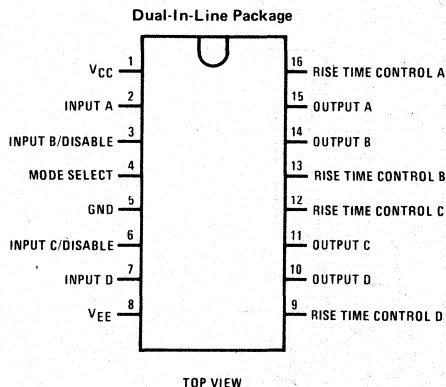 Dual-In-Line Package
VCC 1
16 RISE TIME CONTROL A
INPUT A 2
15 OUTPUT A
INPUT B/DISABLE 3
14 OUTPUT B
MODE SELECT 4
13 RISE TIME CONTROL B
GND 5
12 RISE TIME CONTROL C
INPUT C/DISABLE 6
11 OUTPUT C
INPUT D 7
10 OUTPUT D
VEE 8
9 RISE TIME CONTROL D
TOP VIEW